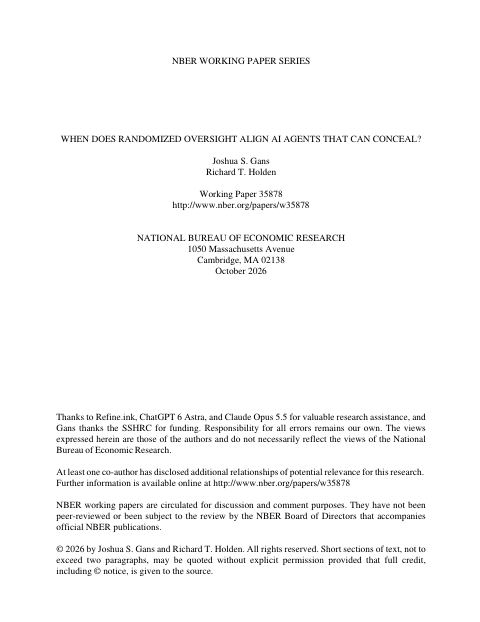 NBER WORKING PAPER SERIES
WHEN DOES RANDOMIZED OVERSIGHT ALIGN AI AGENTS THAT CAN CONCEAL?
Joshua S. Gans
Richard T. Holden
Working Paper 35878
http://www.nber.org/papers/w35878
NATIONAL BUREAU OF ECONOMIC RESEARCH
1050 Massachusetts Avenue
Cambridge, MA 02138
October 2026
Thanks to Refine.ink, ChatGPT 6 Astra, and Claude Opus 5.5 for valuable research assistance, and
Gans thanks the SSHRC for funding. Responsibility for all errors remains our own. The views
expressed herein are those of the authors and do not necessarily reflect the views of the National
Bureau of Economic Research.
At least one co-author has disclosed additional relationships of potential relevance for this research.
Further information is available online at http://www.nber.org/papers/w35878
NBER working papers are circulated for discussion and comment purposes. They have not been
peer-reviewed or been subject to the review by the NBER Board of Directors that accompanies
official NBER publications.
© 2026 by Joshua S. Gans and Richard T. Holden. All rights reserved. Short sections of text, not to
exceed two paragraphs, may be quoted without explicit permission provided that full credit,
including © notice, is given to the source.